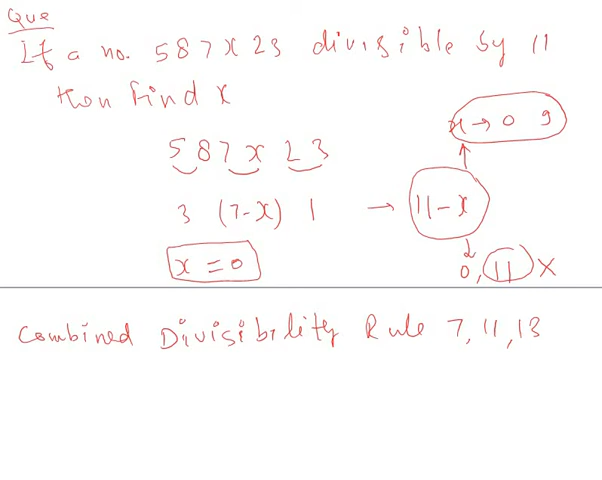 Que
If a no. 587x23 divisible by 11
then find x
x → 0 9
587x23
3 (7-x) 1 → 11-x
x = 0
0, 11 X
Combined Divisibility Rule 7, 11, 13